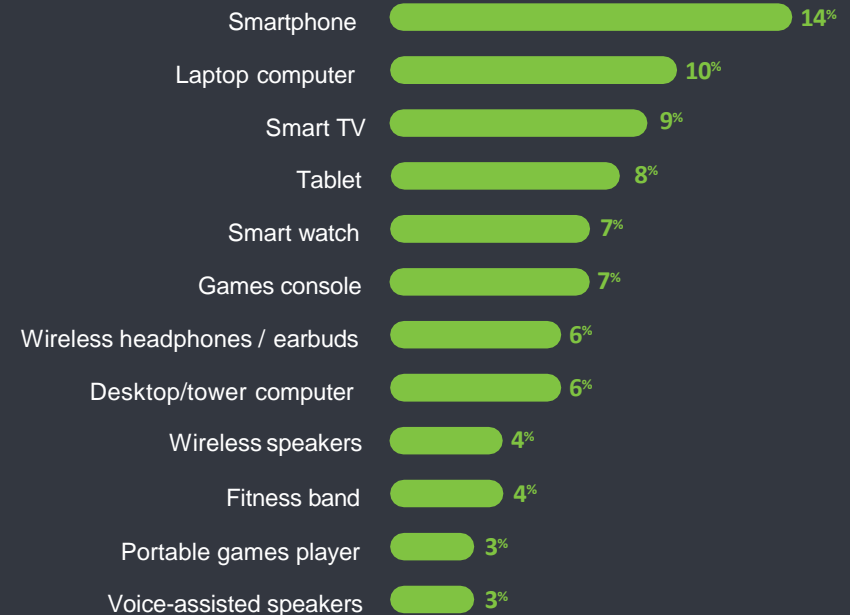 Smartphone 14%
Laptop computer 10%
Smart TV 9%
Tablet 8%
Smart watch 7%
Games console 7%
Wireless headphones / earbuds 6%
Desktop/tower computer 6%
Wireless speakers 4%
Fitness band 4%
Portable games player 3%
Voice-assisted speakers 3%